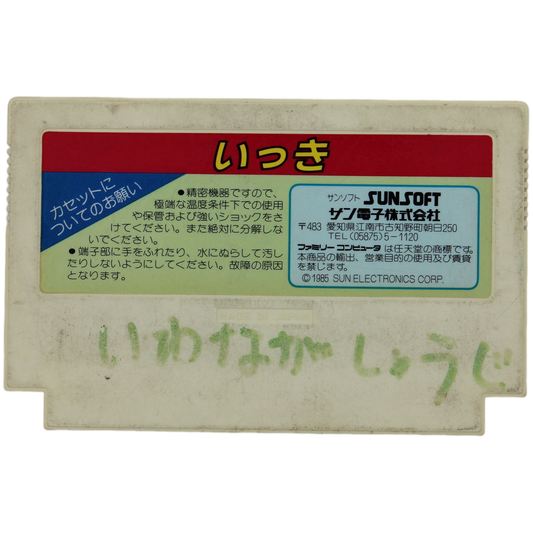 いっき
カセットに
ついてのお願い
●精密機器ですので、
極端な温度条件下での使用
や保管および強いショックをさ
けてください。また絶対に分解しな
いでください。
●端子部に手をふれたり、水にぬらして汚し
たりしないようにしてください。故障の原因
となります。
サンソフト SUNSOFT
サン電子株式会社
〒483 愛知県江南市古知野町朝日250
TEL(05875)5-1120
ファミリーコンピュータは任天堂の商標です。
本商品の輸出、営業目的の使用及び賃貸
を禁じます。
©1985 SUN ELECTRONICS CORP.
いわながしょうじ